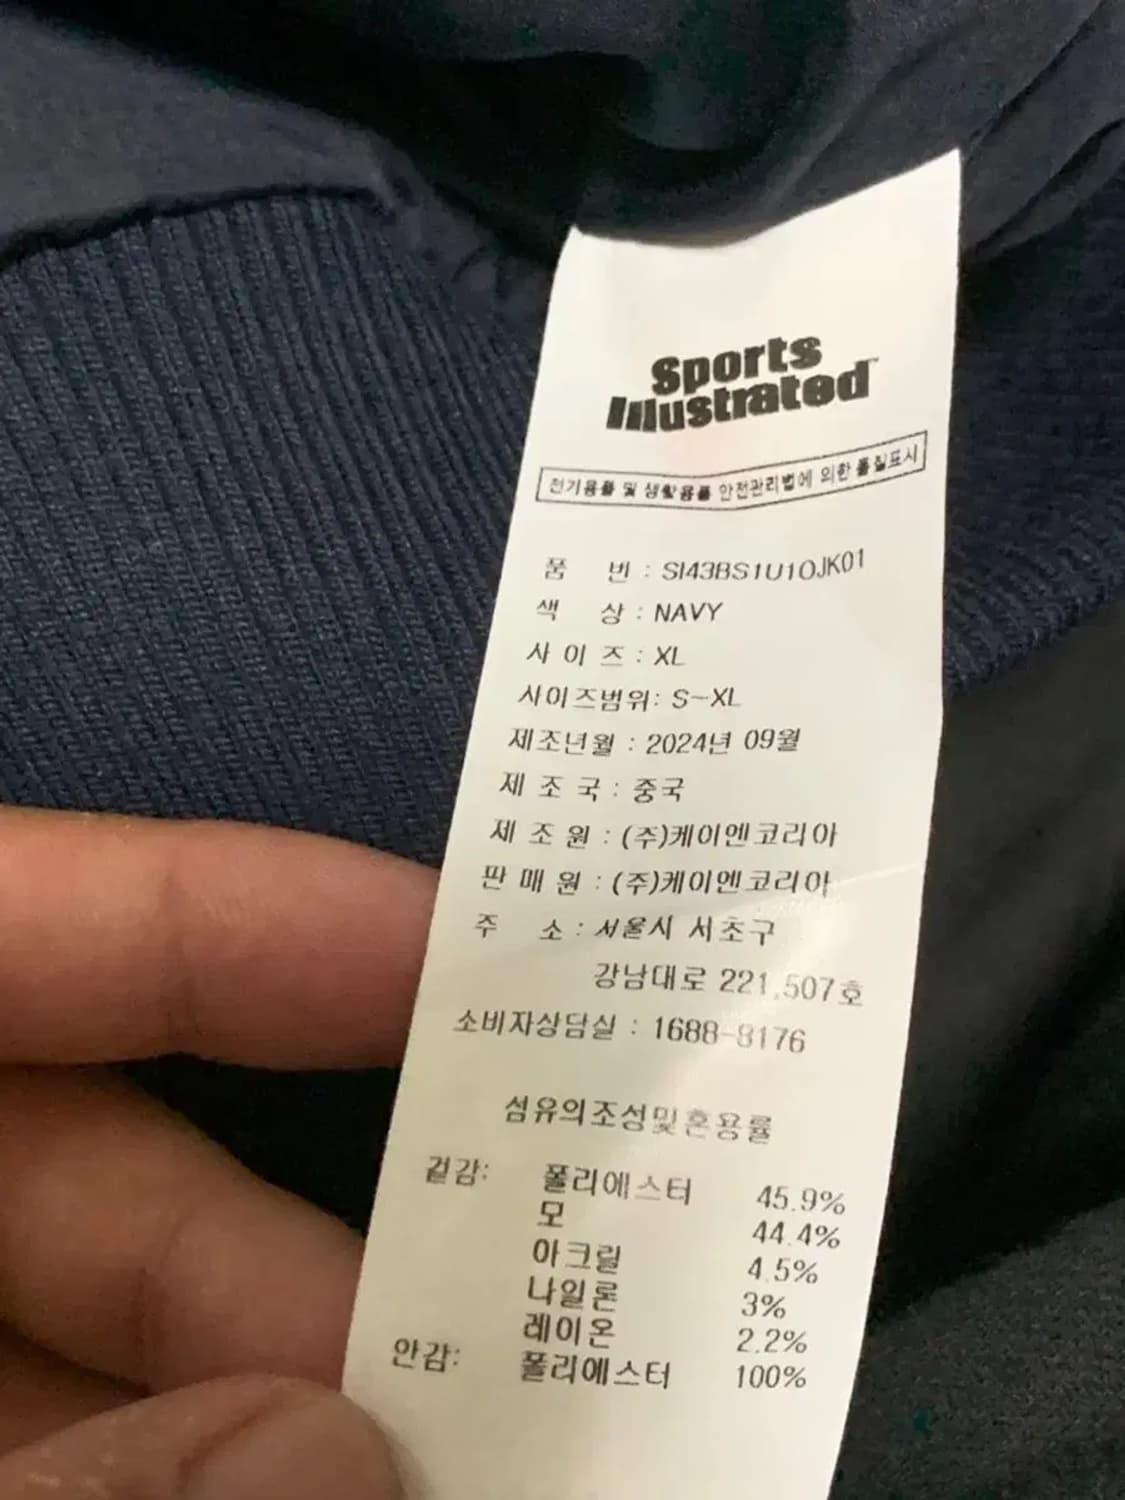 Sports
Illustrated™
전기용품 및 생활용품 안전관리법에 의한 품질표시
품 번 : SI43BS1U1OJK01
색 상 : NAVY
사 이 즈 : XL
사이즈범위: S~XL
제조년월 : 2024년 09월
제 조 국 : 중국
제 조 원 : (주)케이엔코리아
판 매 원 : (주)케이엔코리아
주 소 : 서울시 서초구
강남대로 221,507호
소비자상담실 : 1688-8176
섬유의조성및혼용률
겉감: 폴리에스터 45.9%
모 44.4%
아크릴 4.5%
나일론 3%
레이온 2.2%
안감: 폴리에스터 100%